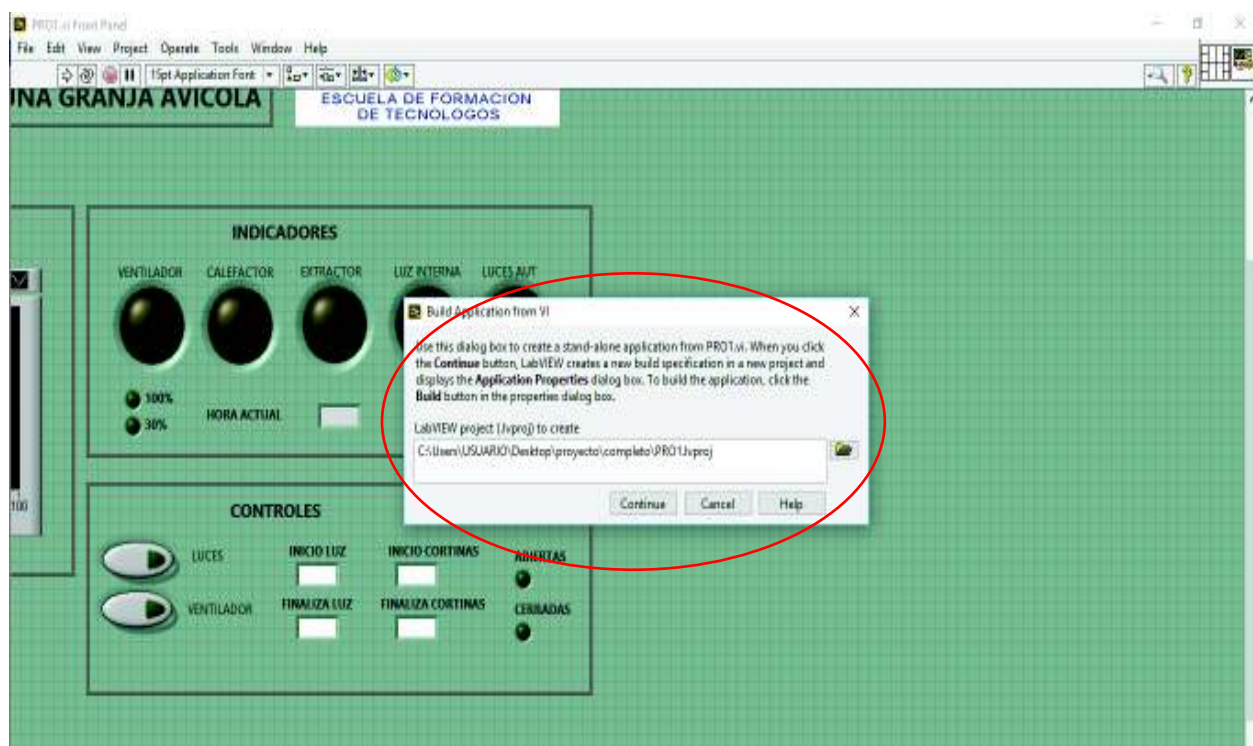 PRO1.vi Front Panel
File Edit View Project Operate Tools Window Help
15pt Application Font
UNA GRANJA AVICOLA
ESCUELA DE FORMACION
DE TECNOLOGOS
INDICADORES
VENTILADOR CALEFACTOR EXTRACTOR LUZ INTERNA LUCES AUT
Build Application from VI
Use this dialog box to create a stand-alone application from PRO1.vi. When you click
the Continue button, LabVIEW creates a new build specification in a new project and
displays the Application Properties dialog box. To build the application, click the
Build button in the properties dialog box.
100%
30%
HORA ACTUAL
LabVIEW project (.lvproj) to create
C:\Users\USUARIO\Desktop\proyecto\completo\PRO1.lvproj
Continue Cancel Help
100
CONTROLES
LUCES INICIO LUZ INICIO CORTINAS ABIERTAS
VENTILADOR FINALIZA LUZ FINALIZA CORTINAS CERRADAS